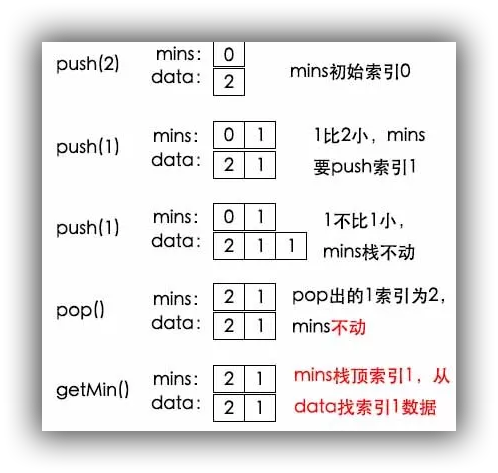 push(2) mins: 0 mins初始索引0
data: 2
push(1) mins: 0 1 1比2小，mins
data: 2 1 要push索引1
push(1) mins: 0 1 1不比1小，
data: 2 1 1 mins栈不动
pop() mins: 2 1 pop出的1索引为2，
data: 2 1 mins不动
getMin() mins: 2 1 mins栈顶索引1，从
data: 2 1 data找索引1数据